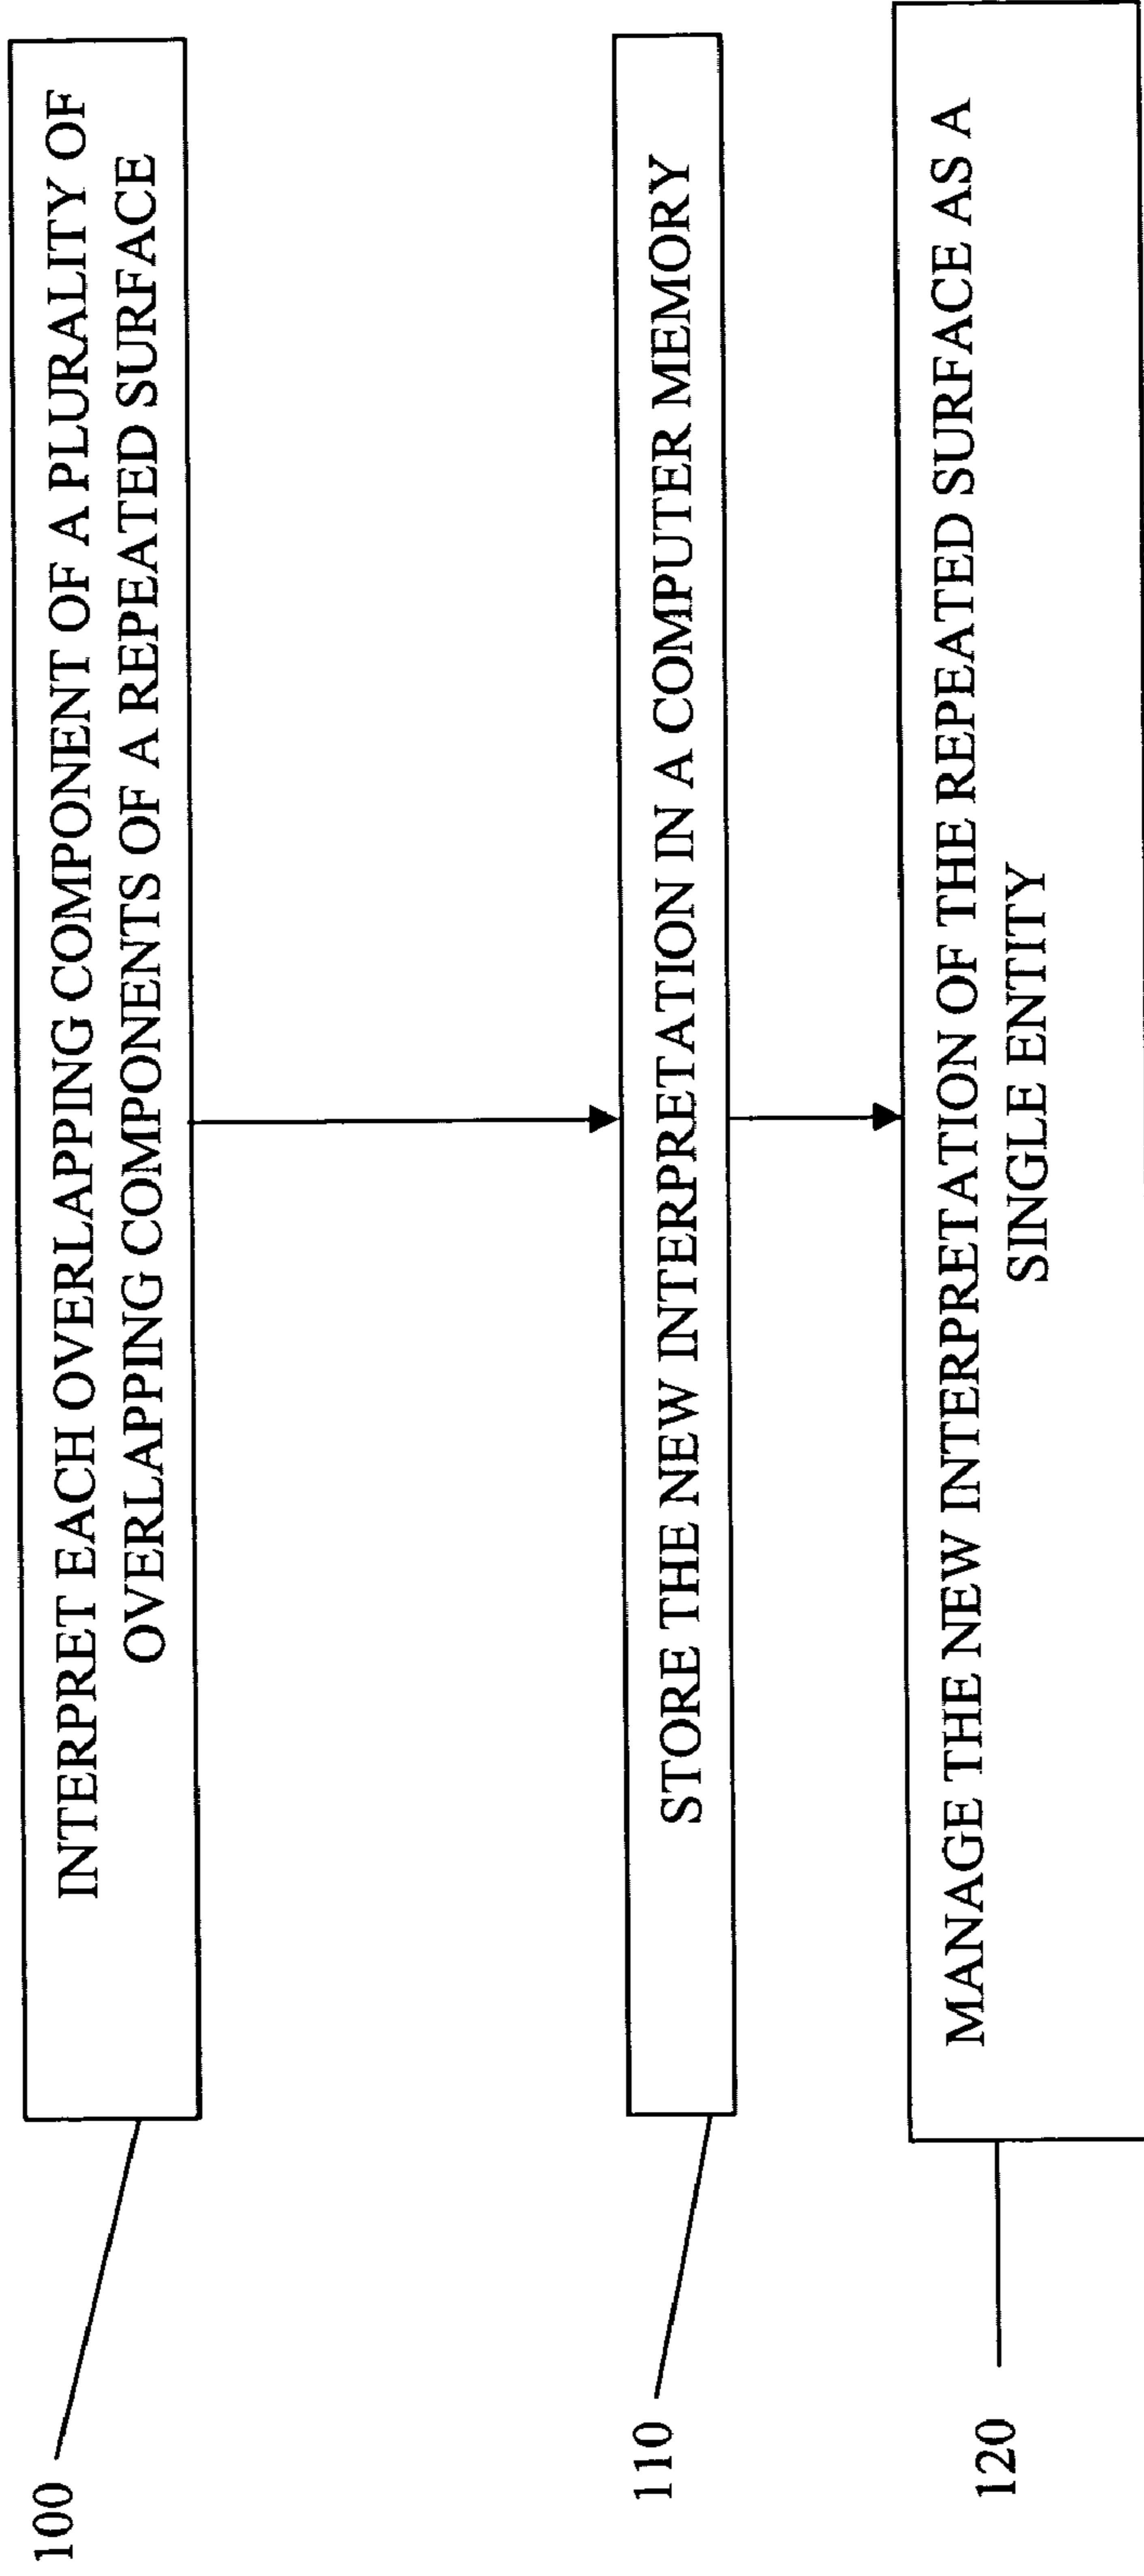 100
INTERPRET EACH OVERLAPPING COMPONENT OF A PLURALITY OF
OVERLAPPING COMPONENTS OF A REPEATED SURFACE
110
STORE THE NEW INTERPRETATION IN A COMPUTER MEMORY
120
MANAGE THE NEW INTERPRETATION OF THE REPEATED SURFACE AS A
SINGLE ENTITY